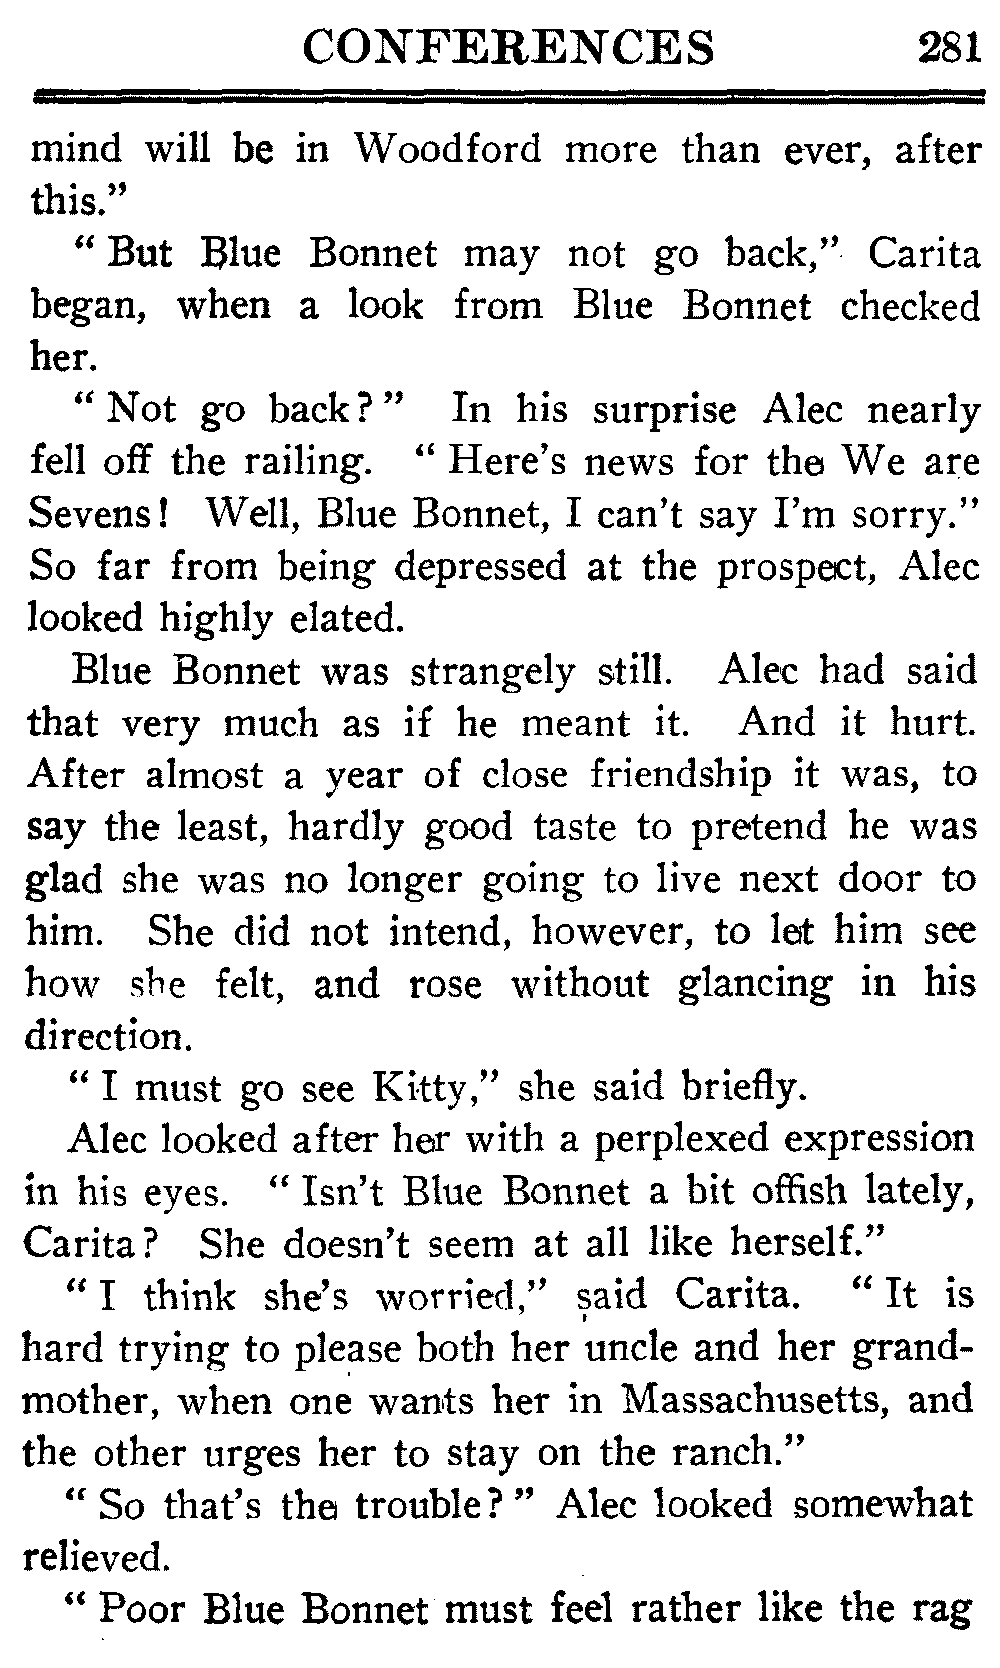 CONFERENCES 281
mind will be in Woodford more than ever, after
this."
" But Blue Bonnet may not go back," Carita
began, when a look from Blue Bonnet checked
her.
" Not go back? " In his surprise Alec nearly
fell off the railing. " Here's news for the We are
Sevens! Well, Blue Bonnet, I can't say I'm sorry."
So far from being depressed at the prospect, Alec
looked highly elated.
Blue Bonnet was strangely still. Alec had said
that very much as if he meant it. And it hurt.
After almost a year of close friendship it was, to
say the least, hardly good taste to pretend he was
glad she was no longer going to live next door to
him. She did not intend, however, to let him see
how she felt, and rose without glancing in his
direction.
" I must go see Kitty," she said briefly.
Alec looked after her with a perplexed expression
in his eyes. " Isn't Blue Bonnet a bit offish lately,
Carita? She doesn't seem at all like herself."
" I think she's worried," said Carita. " It is
hard trying to please both her uncle and her grand-
mother, when one wants her in Massachusetts, and
the other urges her to stay on the ranch."
" So that's the trouble? " Alec looked somewhat
relieved.
" Poor Blue Bonnet must feel rather like the rag